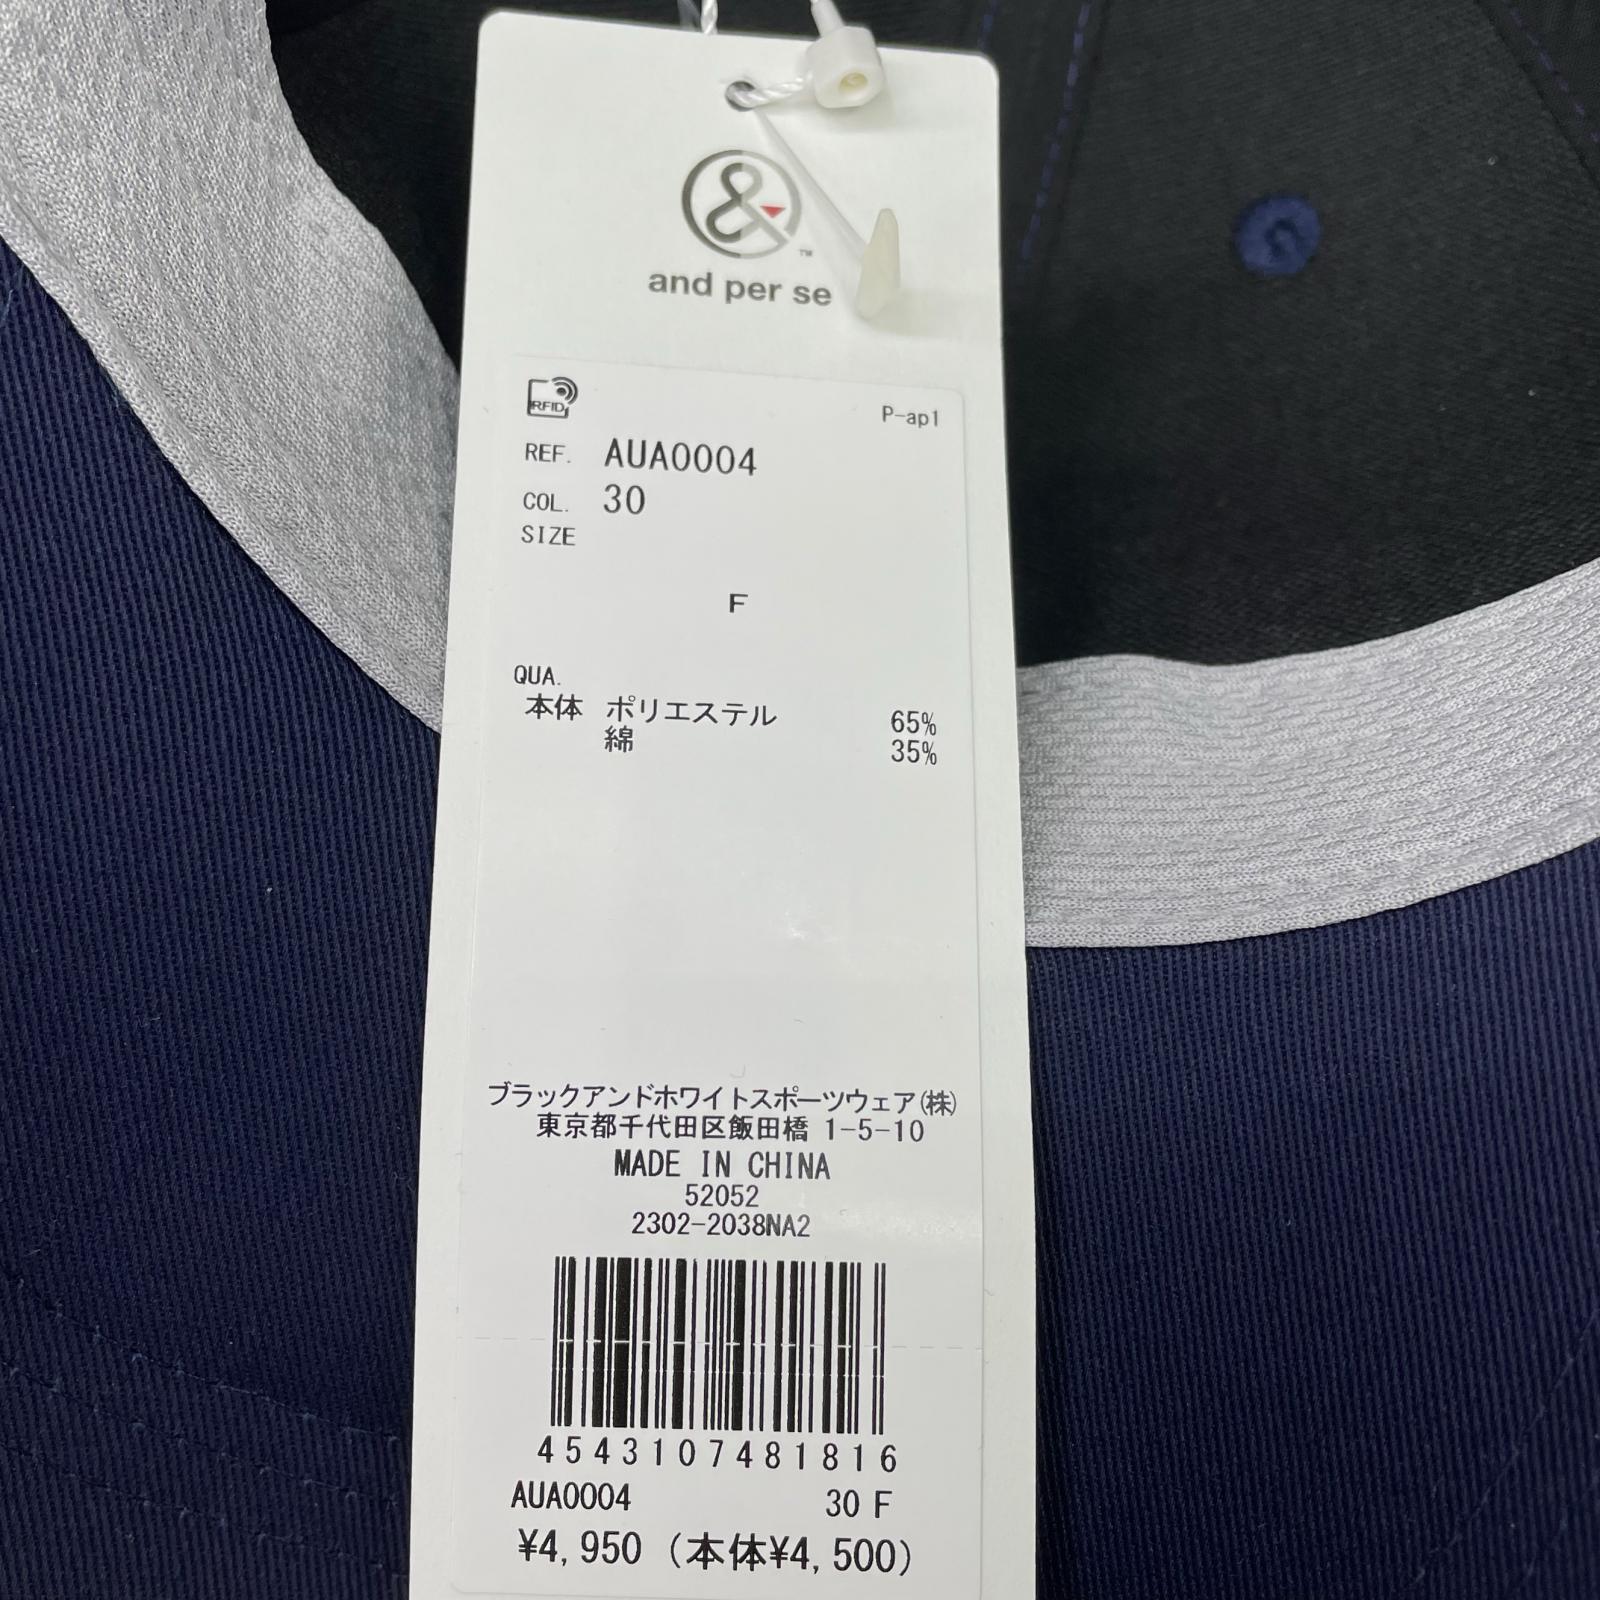 &
TM
and per se
RFID
P-ap1
REF. AUA0004
COL. 30
SIZE
F
QUA.
本体 ポリエステル 65%
綿 35%
ブラックアンドホワイトスポーツウェア(株)
東京都千代田区飯田橋 1-5-10
MADE IN CHINA
52052
2302-2038NA2
4543107481816
AUA0004 30 F
¥4,950 (本体¥4,500)